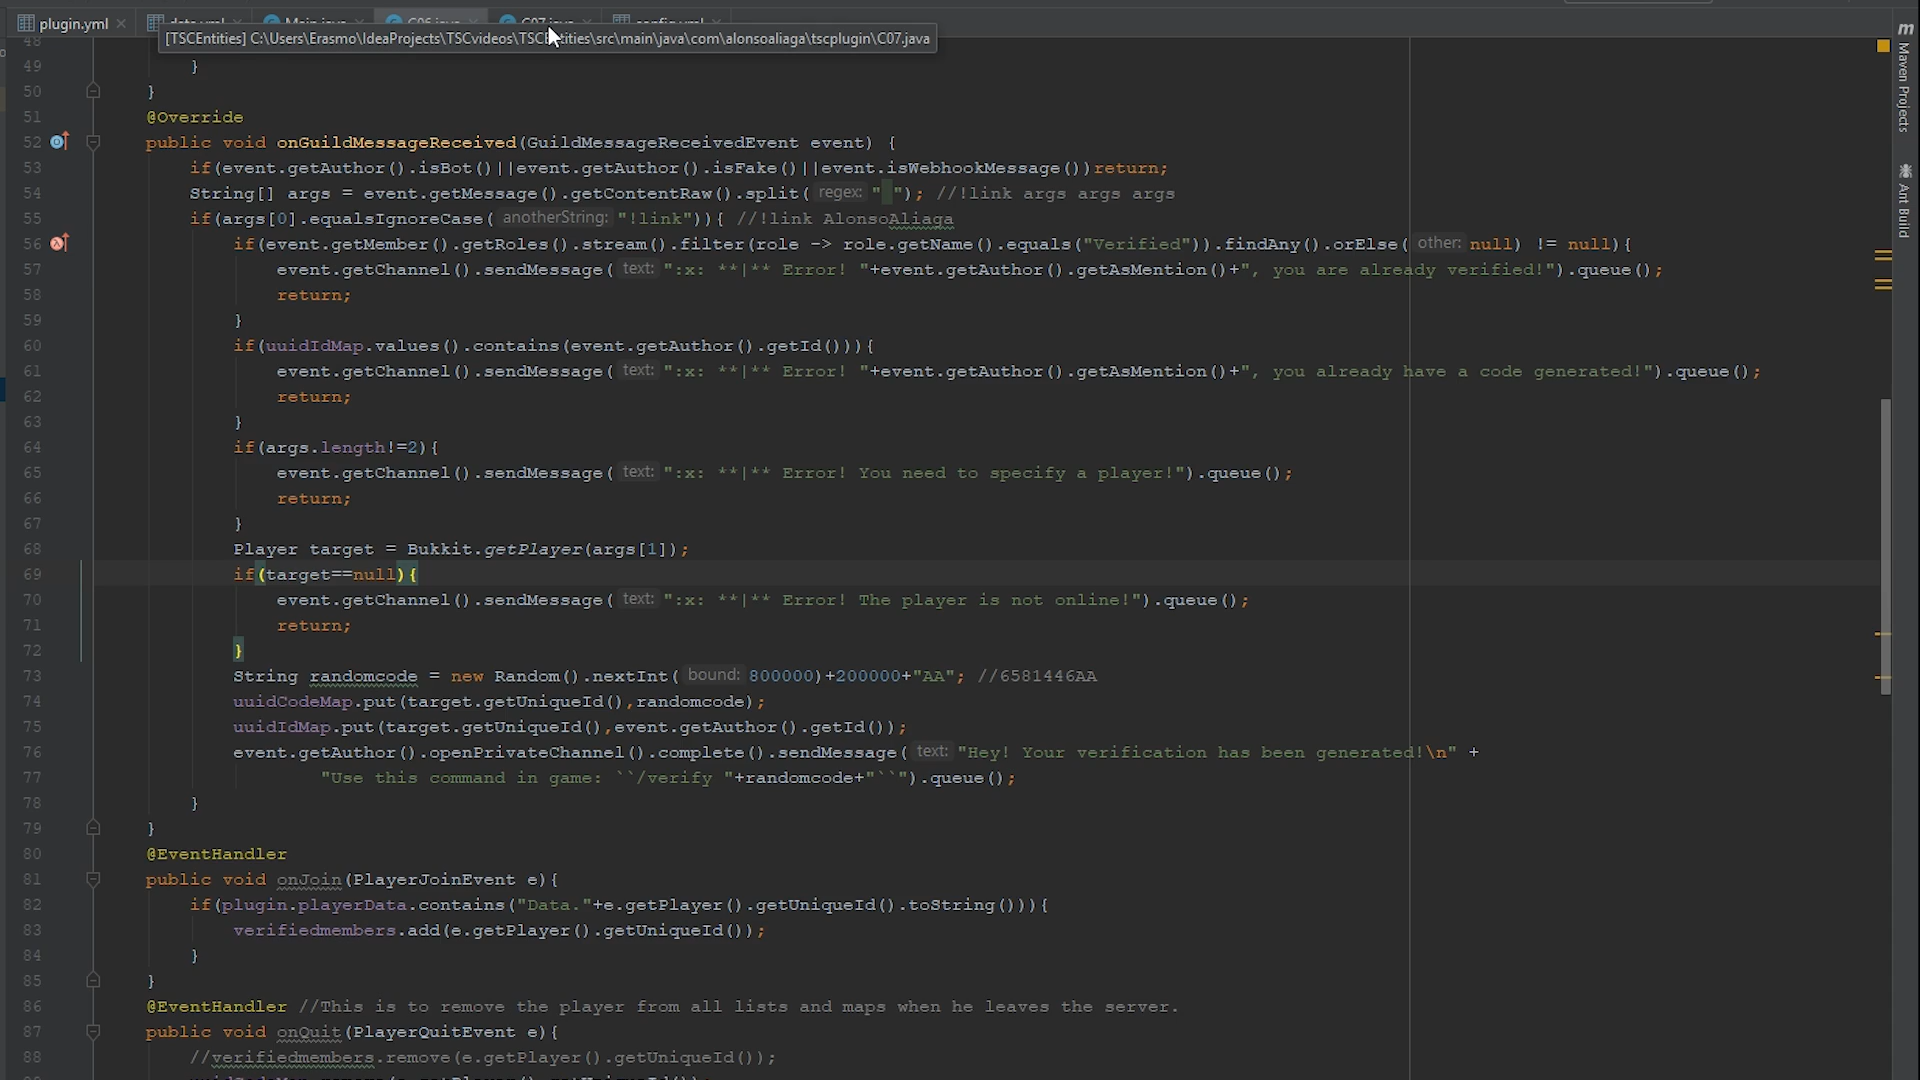 plugin.yml
[TSCEntities] C:\Users\Erasmo\IdeaProjects\TSCvideos\TSCEntities\src\main\java\com\alonsoaliaga\tscplugin\C07.java
Maven Projects
Ant Build
48
49 }
50 }
51 @Override
52 public void onGuildMessageReceived(GuildMessageReceivedEvent event) {
53 if(event.getAuthor().isBot()||event.getAuthor().isFake()||event.isWebhookMessage())return;
54 String[] args = event.getMessage().getContentRaw().split( regex: " "); //!link args args args
55 if(args[0].equalsIgnoreCase( anotherString: "!link")){ //!link AlonsoAliaga
56 if(event.getMember().getRoles().stream().filter(role -> role.getName().equals("Verified")).findAny().orElse( other: null) != null){
57 event.getChannel().sendMessage( text: ":x: **|** Error! "+event.getAuthor().getAsMention()+", you are already verified!").queue();
58 return;
59 }
60 if(uuidIdMap.values().contains(event.getAuthor().getId())){
61 event.getChannel().sendMessage( text: ":x: **|** Error! "+event.getAuthor().getAsMention()+", you already have a code generated!").queue();
62 return;
63 }
64 if(args.length!=2){
65 event.getChannel().sendMessage( text: ":x: **|** Error! You need to specify a player!").queue();
66 return;
67 }
68 Player target = Bukkit.getPlayer(args[1]);
69 if(target==null){
70 event.getChannel().sendMessage( text: ":x: **|** Error! The player is not online!").queue();
71 return;
72 }
73 String randomcode = new Random().nextInt( bound: 800000)+200000+"AA"; //6581446AA
74 uuidCodeMap.put(target.getUniqueId(),randomcode);
75 uuidIdMap.put(target.getUniqueId(),event.getAuthor().getId());
76 event.getAuthor().openPrivateChannel().complete().sendMessage( text: "Hey! Your verification has been generated!\n" +
77 "Use this command in game: ``/verify "+randomcode+"``").queue();
78 }
79 }
80 @EventHandler
81 public void onJoin(PlayerJoinEvent e){
82 if(plugin.playerData.contains("Data."+e.getPlayer().getUniqueId().toString())){
83 verifiedmembers.add(e.getPlayer().getUniqueId());
84 }
85 }
86 @EventHandler //This is to remove the player from all lists and maps when he leaves the server.
87 public void onQuit(PlayerQuitEvent e){
88 //verifiedmembers.remove(e.getPlayer().getUniqueId());